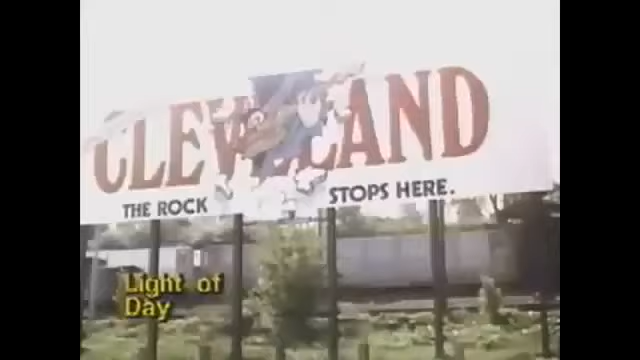 CLEVELAND
THE ROCK STOPS HERE.
Light of
Day